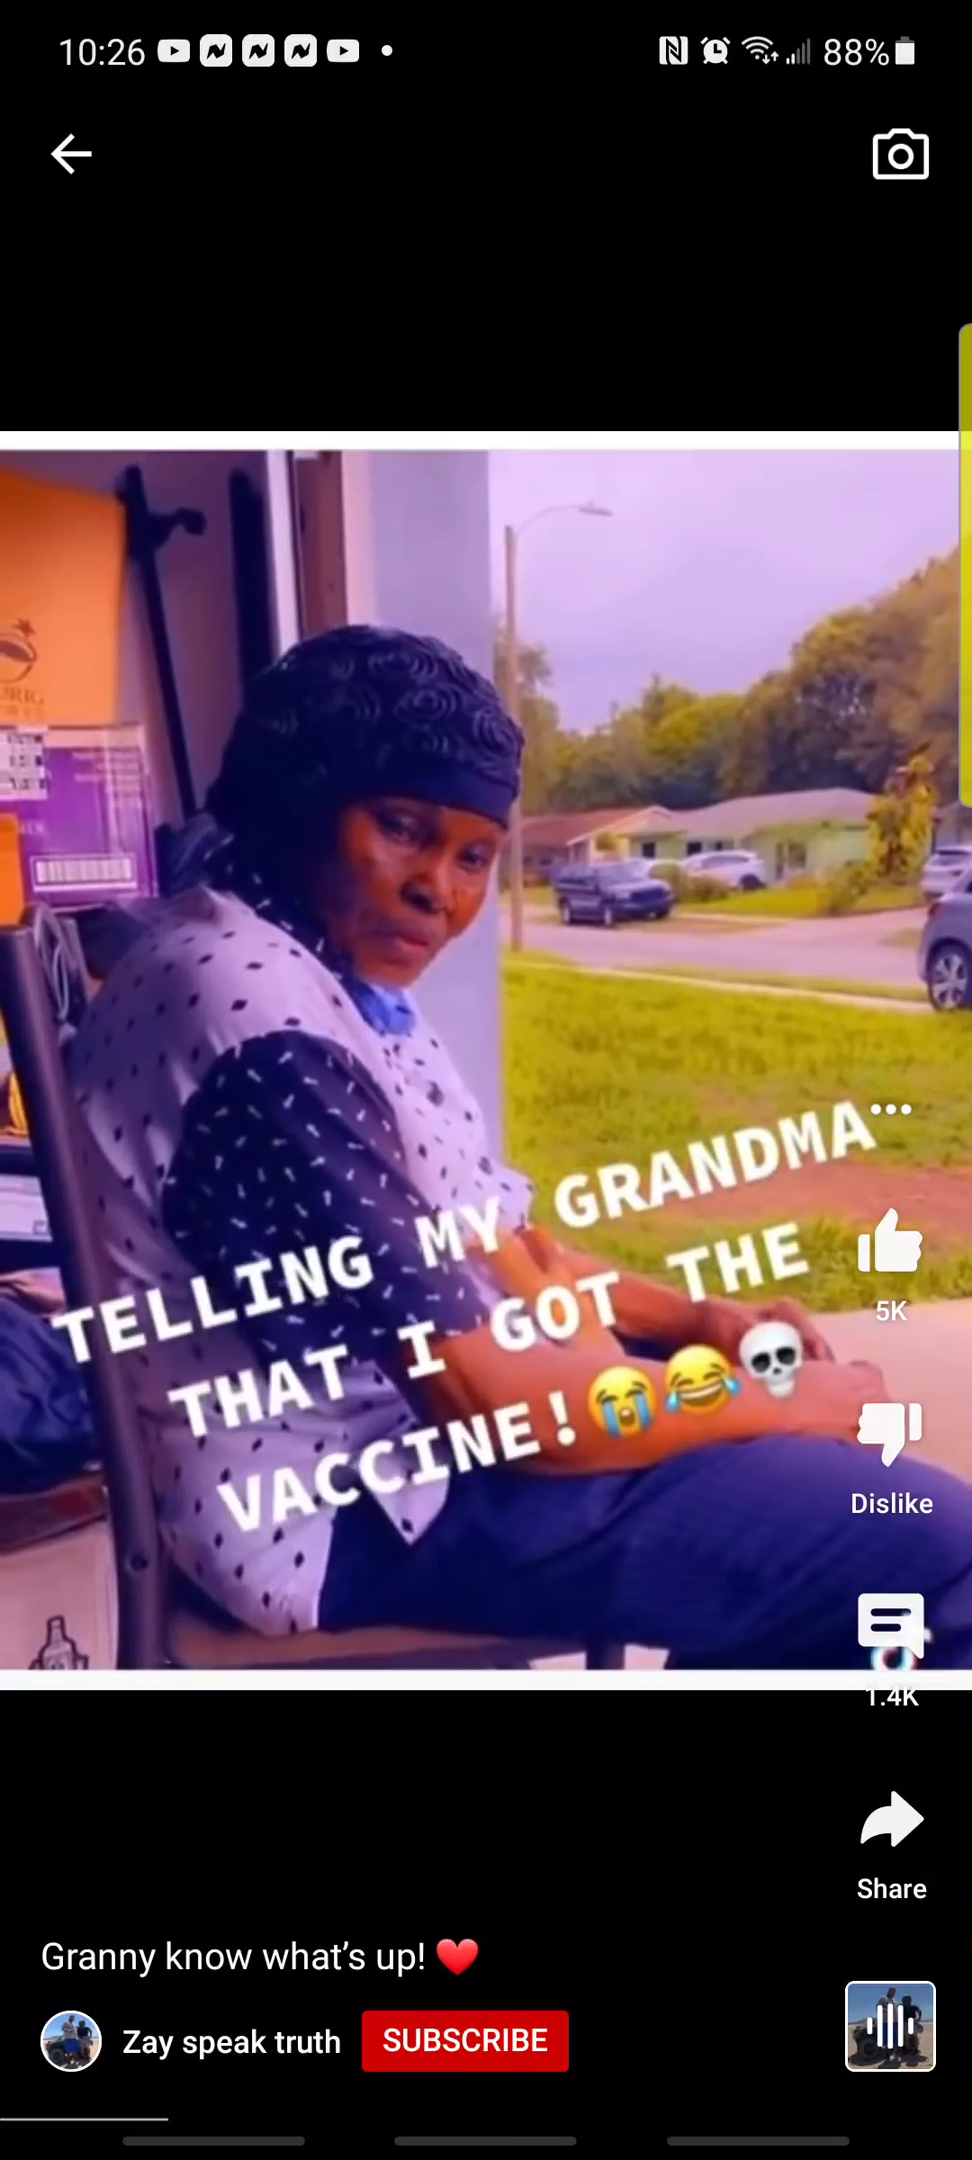 10:26
88%
TELLING MY GRANDMA
THAT I GOT THE
VACCINE!😭😂💀
5K
Dislike
1.4K
Share
Granny know what’s up! ❤️
Zay speak truth
SUBSCRIBE